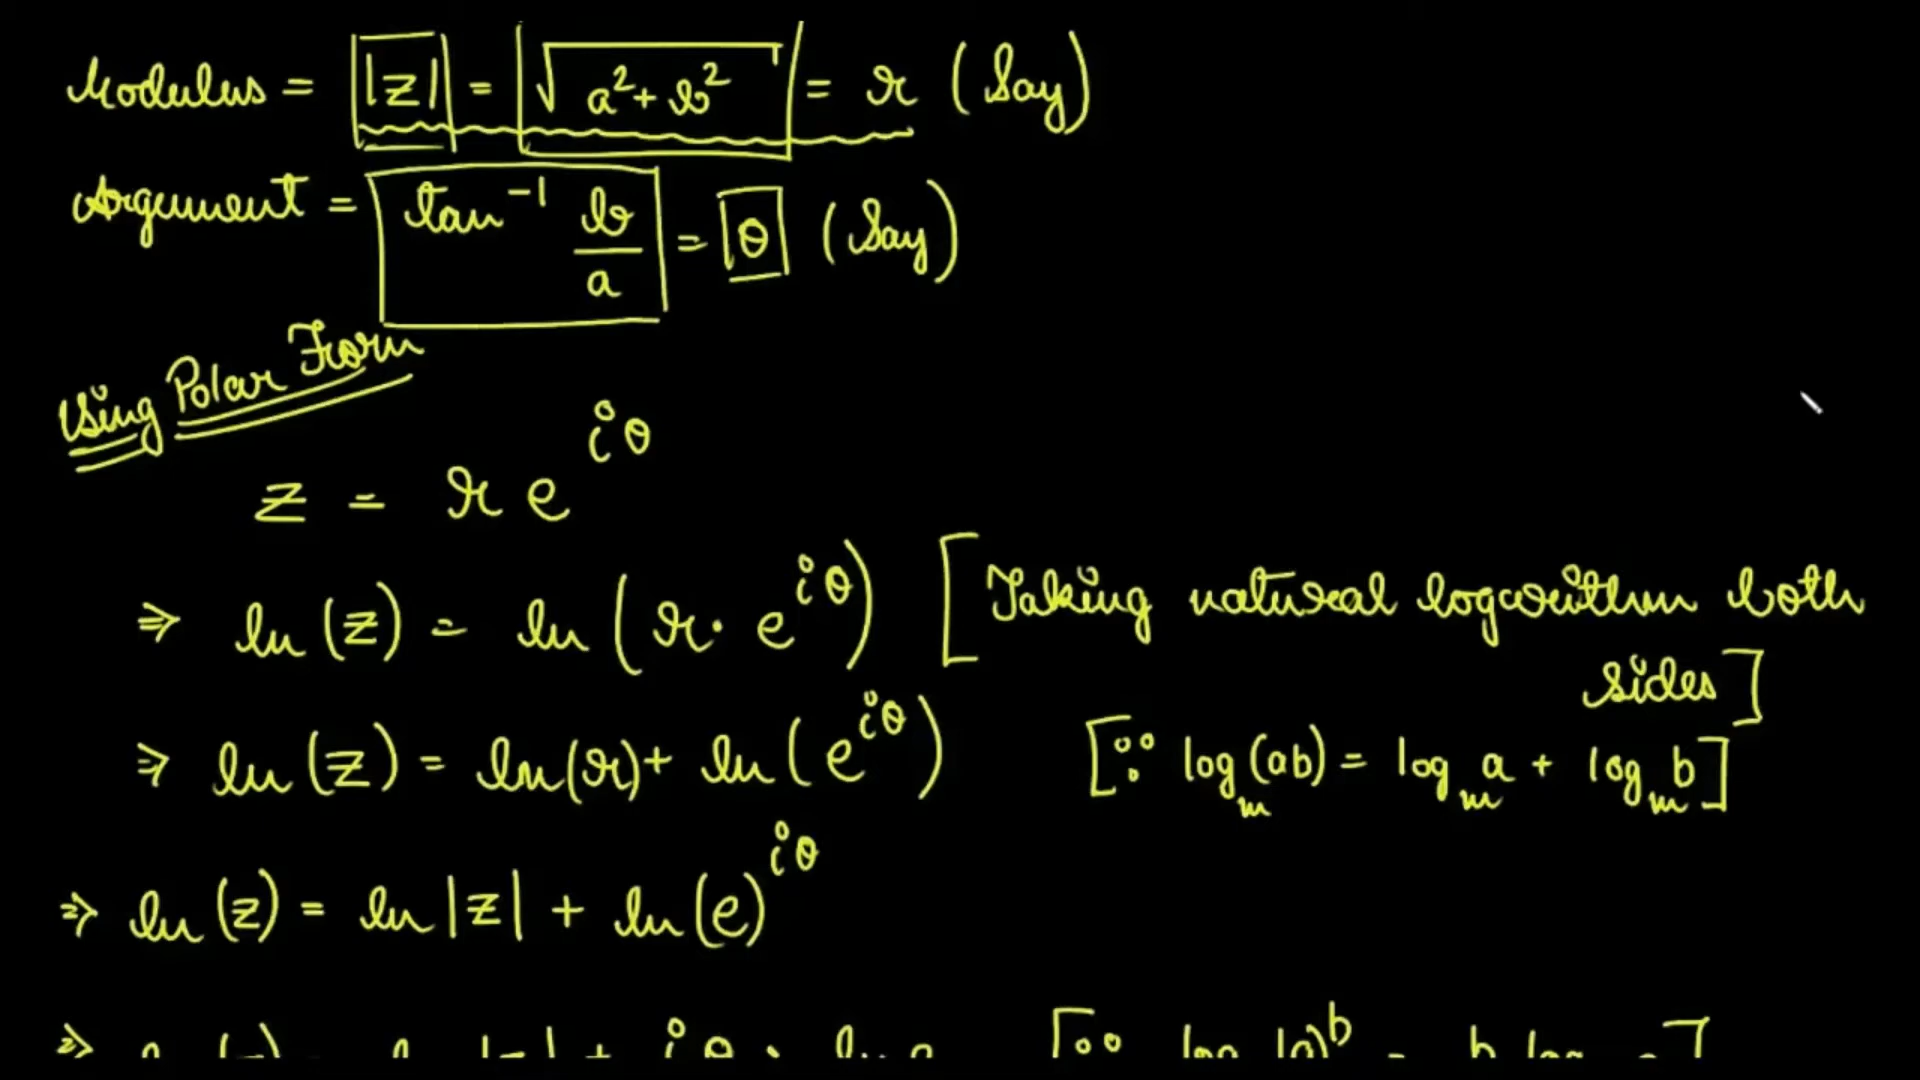 Modulus = |z| = √a²+b² = r (Say)
Argument = tan⁻¹ b/a = θ (Say)
Using Polar Form
z = r e^iθ
⇒ ln (z) = ln (r · e^iθ) [Taking natural logarithm both
sides]
⇒ ln (z) = ln(r) + ln (e^iθ) [∵ log_m (ab) = log_m a + log_m b]
⇒ ln (z) = ln |z| + ln (e)^iθ